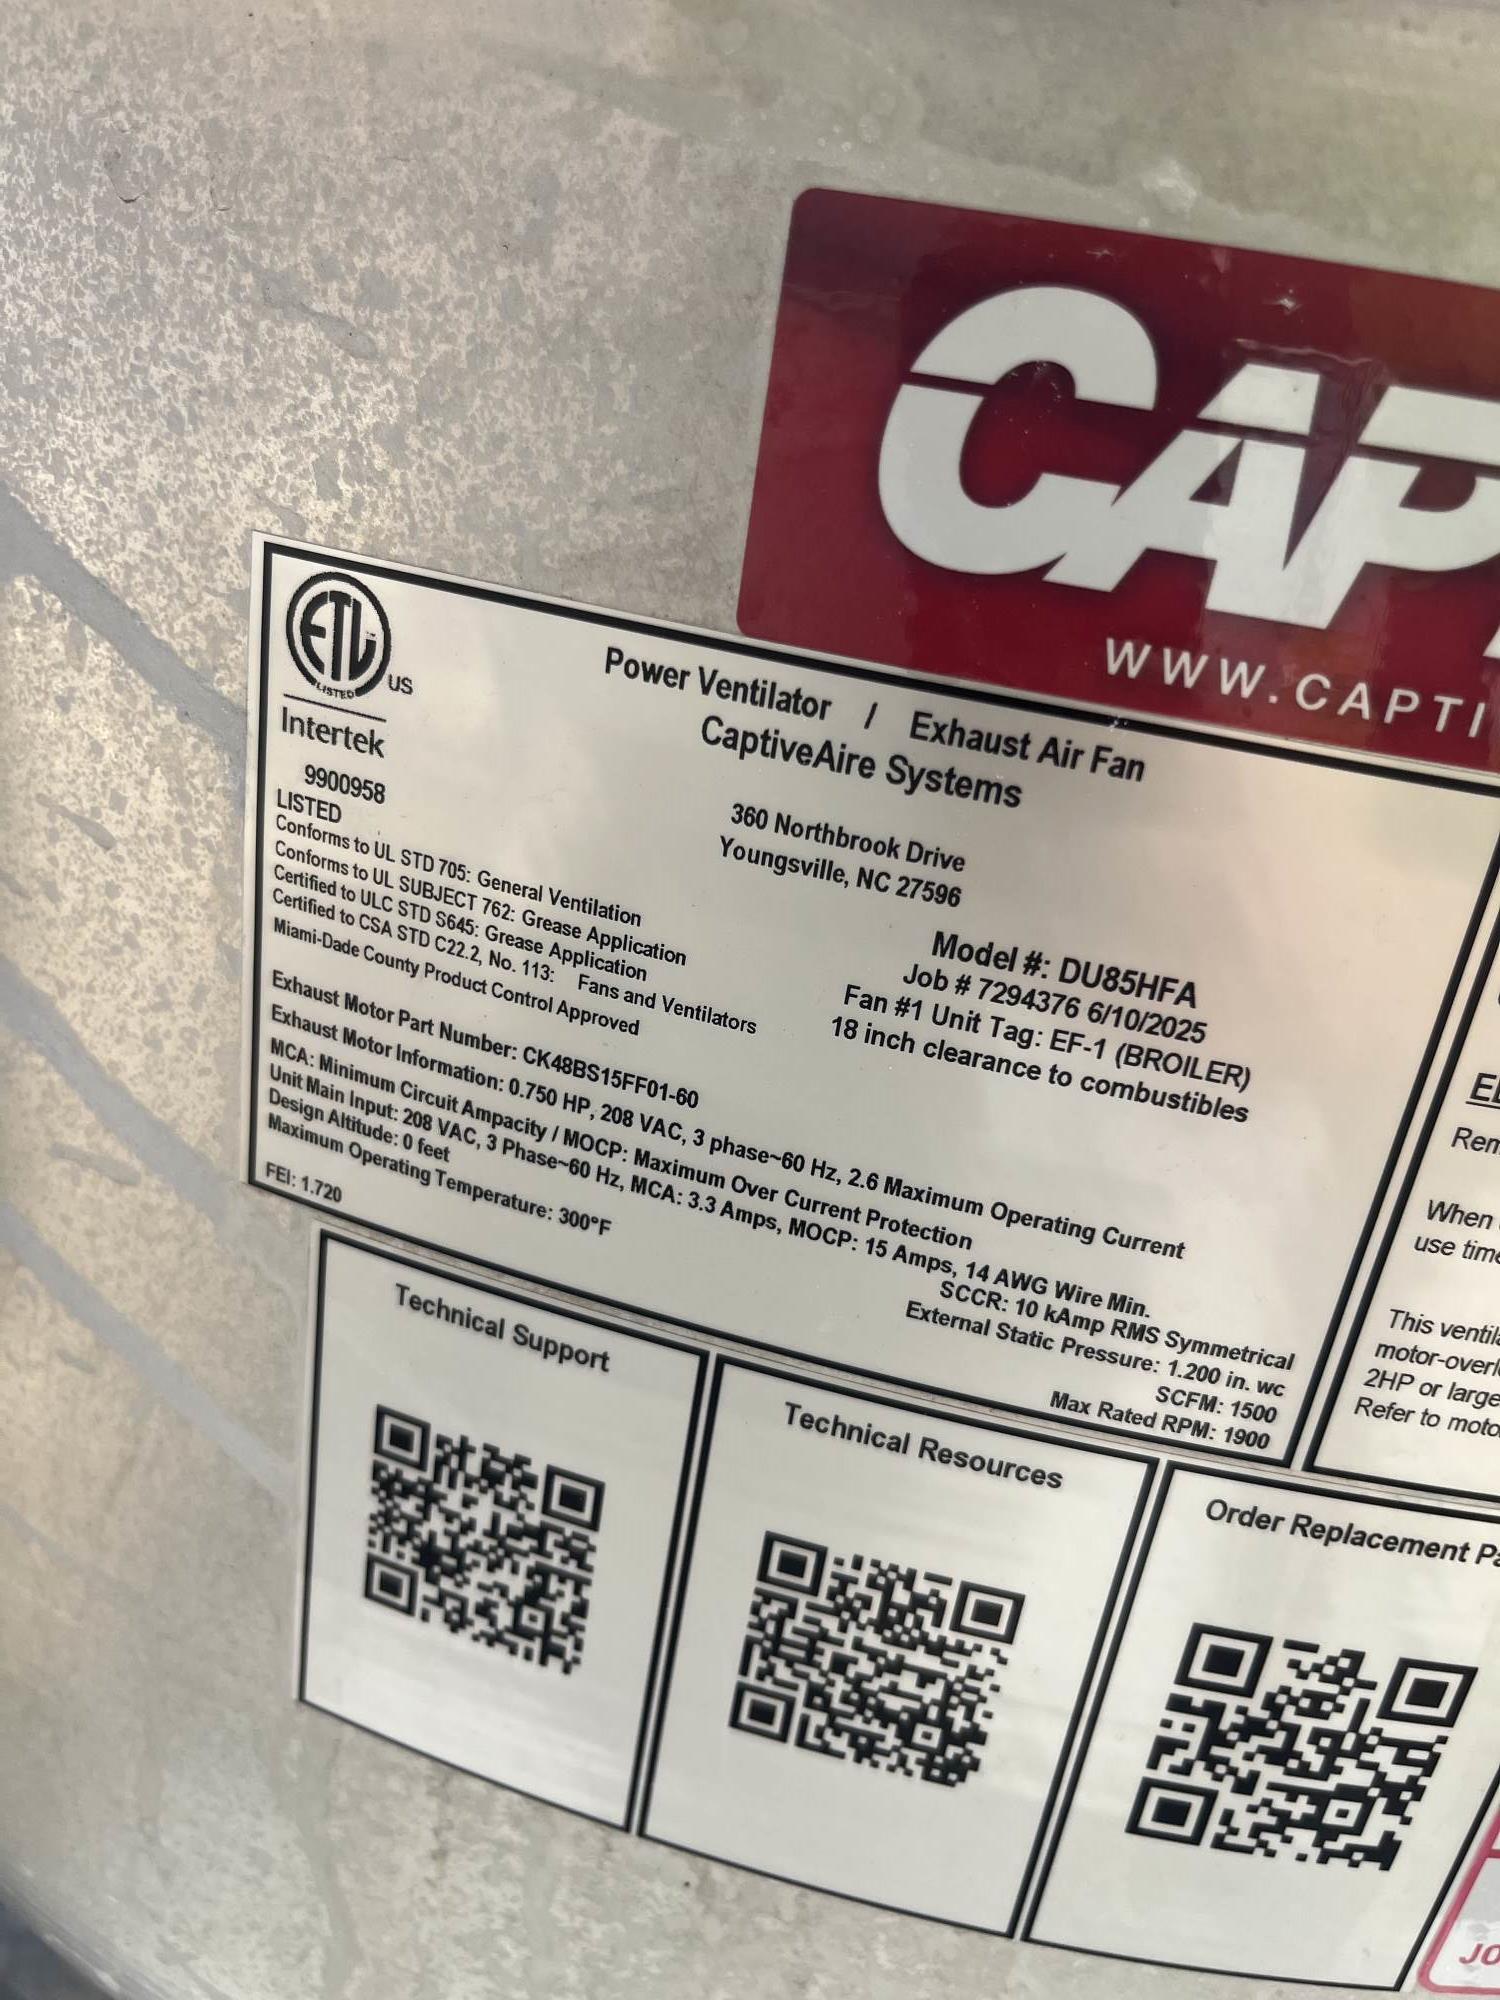 CAP
WWW.CAPTI
ETL
LISTED
US
Intertek
9900958
LISTED
Conforms to UL STD 705: General Ventilation
Conforms to UL SUBJECT 762: Grease Application
Certified to ULC STD S645: Grease Application
Certified to CSA STD C22.2, No. 113: Fans and Ventilators
Miami-Dade County Product Control Approved
Power Ventilator / Exhaust Air Fan
CaptiveAire Systems
360 Northbrook Drive
Youngsville, NC 27596
Model #: DU85HFA
Job # 7294376 6/10/2025
Fan #1 Unit Tag: EF-1 (BROILER)
18 inch clearance to combustibles
Exhaust Motor Part Number: CK48BS15FF01-60
Exhaust Motor Information: 0.750 HP, 208 VAC, 3 phase~60 Hz, 2.6 Maximum Operating Current
MCA: Minimum Circuit Ampacity / MOCP: Maximum Over Current Protection
Unit Main Input: 208 VAC, 3 Phase~60 Hz, MCA: 3.3 Amps, MOCP: 15 Amps, 14 AWG Wire Min.
Design Altitude: 0 feet
Maximum Operating Temperature: 300°F
FEI: 1.720
SCCR: 10 kAmp RMS Symmetrical
External Static Pressure: 1.200 in. wc
SCFM: 1500
Max Rated RPM: 1900
Rem
When
use time
This ventila
motor-overl
2HP or large
Refer to moto
Technical Support
Technical Resources
Order Replacement Pa
JO